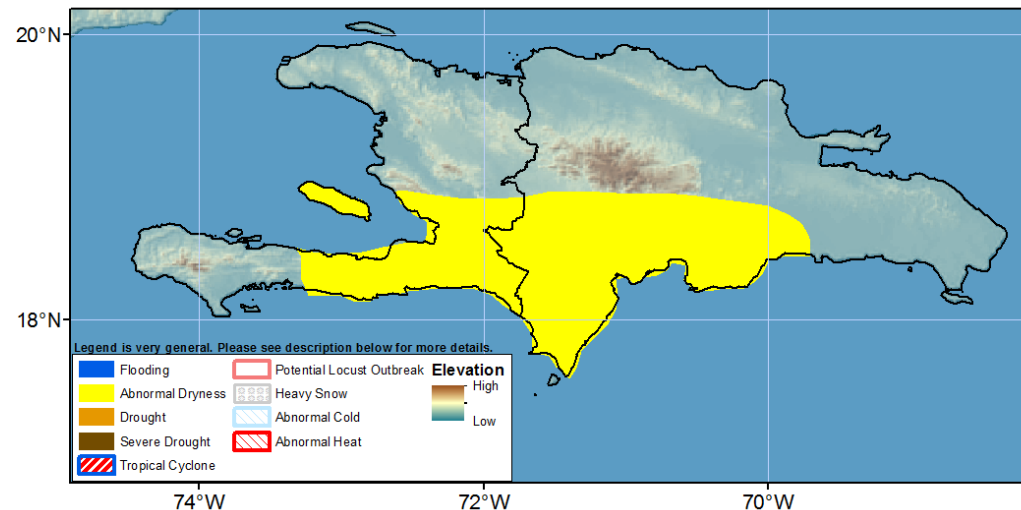 20°N
18°N
Legend is very general. Please see description below for more details.
Flooding
Potential Locust Outbreak
Elevation
Abnormal Dryness
Heavy Snow
High
Drought
Abnormal Cold
Low
Severe Drought
Abnormal Heat
Tropical Cyclone
74°W
72°W
70°W